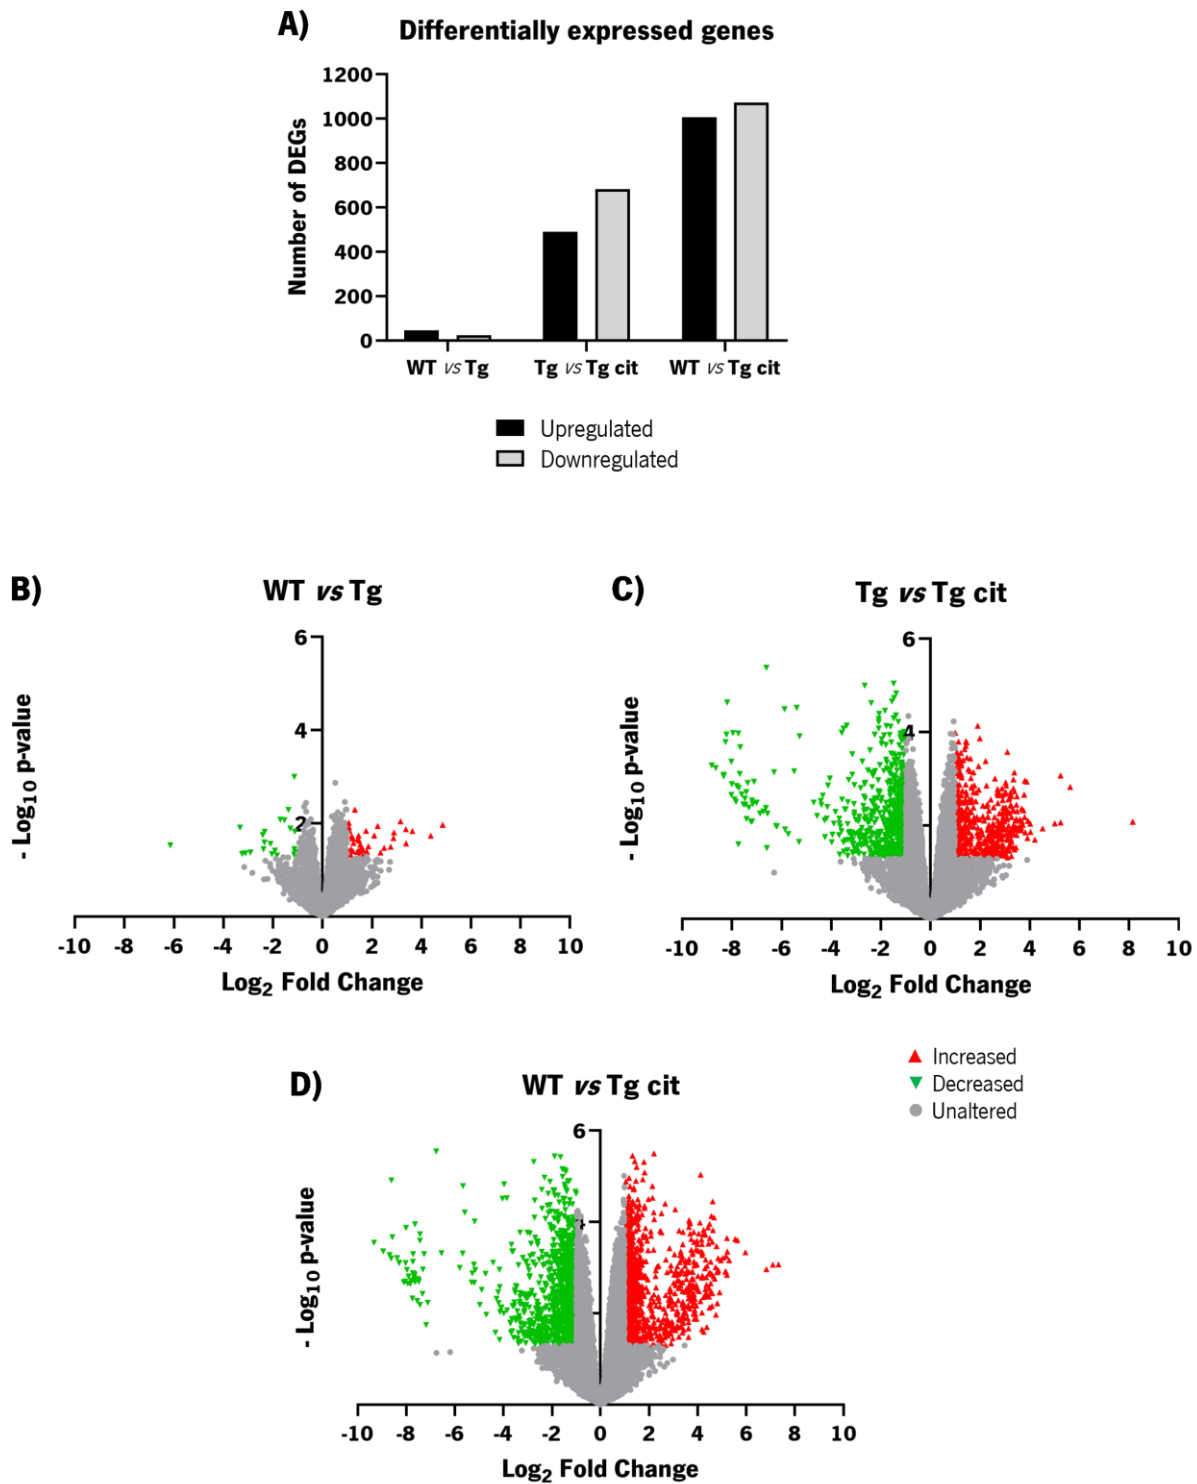 A)
Differentially expressed genes
Number of DEGs
1200
1000
800
600
400
200
0
WT vs Tg
Tg vs Tg cit
WT vs Tg cit
Upregulated
Downregulated
B)
WT vs Tg
- Log10 p-value
6
4
2
-10 -8 -6 -4 -2 0 2 4 6 8 10
Log2 Fold Change
C)
Tg vs Tg cit
- Log10 p-value
6
4
-10 -8 -6 -4 -2 0 2 4 6 8 10
Log2 Fold Change
Increased
Decreased
Unaltered
D)
WT vs Tg cit
- Log10 p-value
6
4
-10 -8 -6 -4 -2 0 2 4 6 8 10
Log2 Fold Change